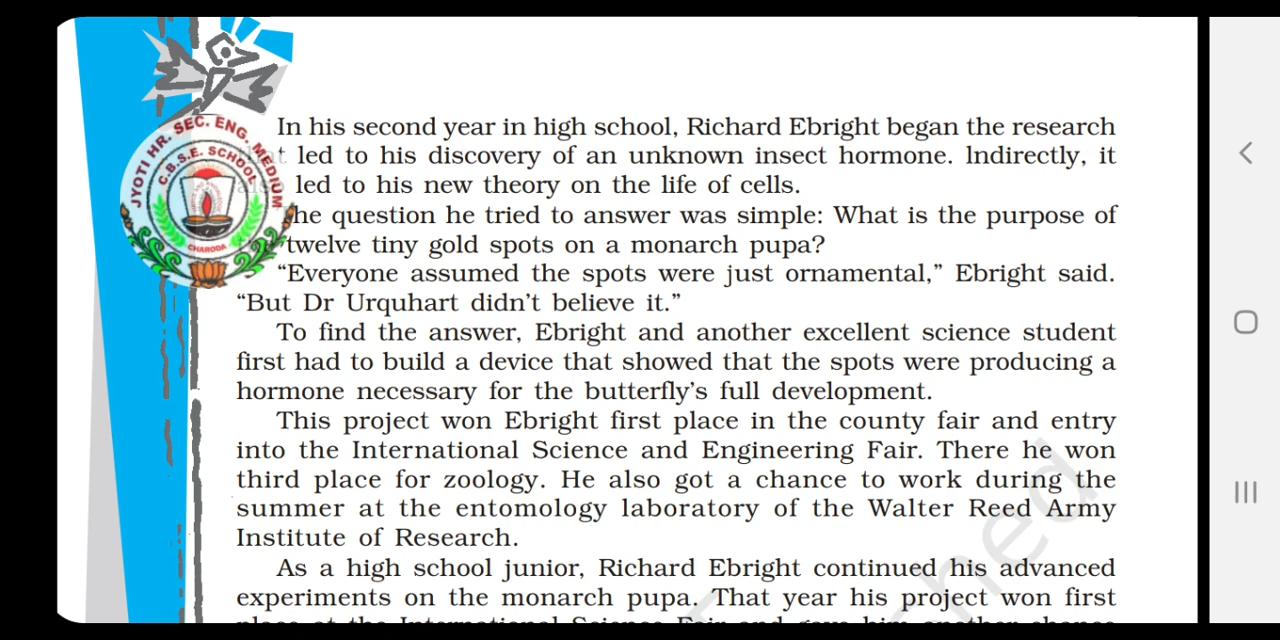 JYOTI HR. SEC. ENG. MEDIUM
C.B.S.E. SCHOOL
CHARODA
In his second year in high school, Richard Ebright began the research
led to his discovery of an unknown insect hormone. Indirectly, it
led to his new theory on the life of cells.
he question he tried to answer was simple: What is the purpose of
twelve tiny gold spots on a monarch pupa?
“Everyone assumed the spots were just ornamental,” Ebright said.
“But Dr Urquhart didn’t believe it.”
To find the answer, Ebright and another excellent science student
first had to build a device that showed that the spots were producing a
hormone necessary for the butterfly’s full development.
This project won Ebright first place in the county fair and entry
into the International Science and Engineering Fair. There he won
third place for zoology. He also got a chance to work during the
summer at the entomology laboratory of the Walter Reed Army
Institute of Research.
As a high school junior, Richard Ebright continued his advanced
experiments on the monarch pupa. That year his project won first